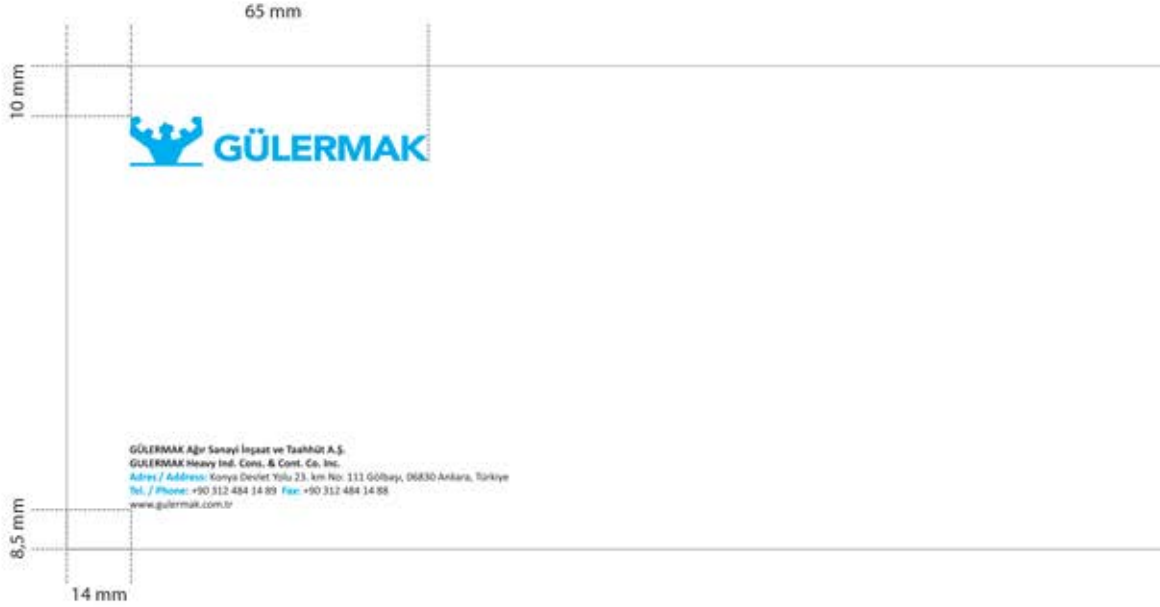 65 mm
10 mm
GÜLERMAK
GÜLERMAK Ağır Sanayi İnşaat ve Taahhüt A.Ş.
GULERMAK Heavy Ind. Cons. & Cont. Co. Inc.
Adres / Address: Konya Devlet Yolu 23. km No: 111 Gölbaşı, 06830 Ankara, Türkiye
Tel. / Phone: +90 312 484 14 89 Fax: +90 312 484 14 88
www.gulermak.com.tr
8,5 mm
14 mm